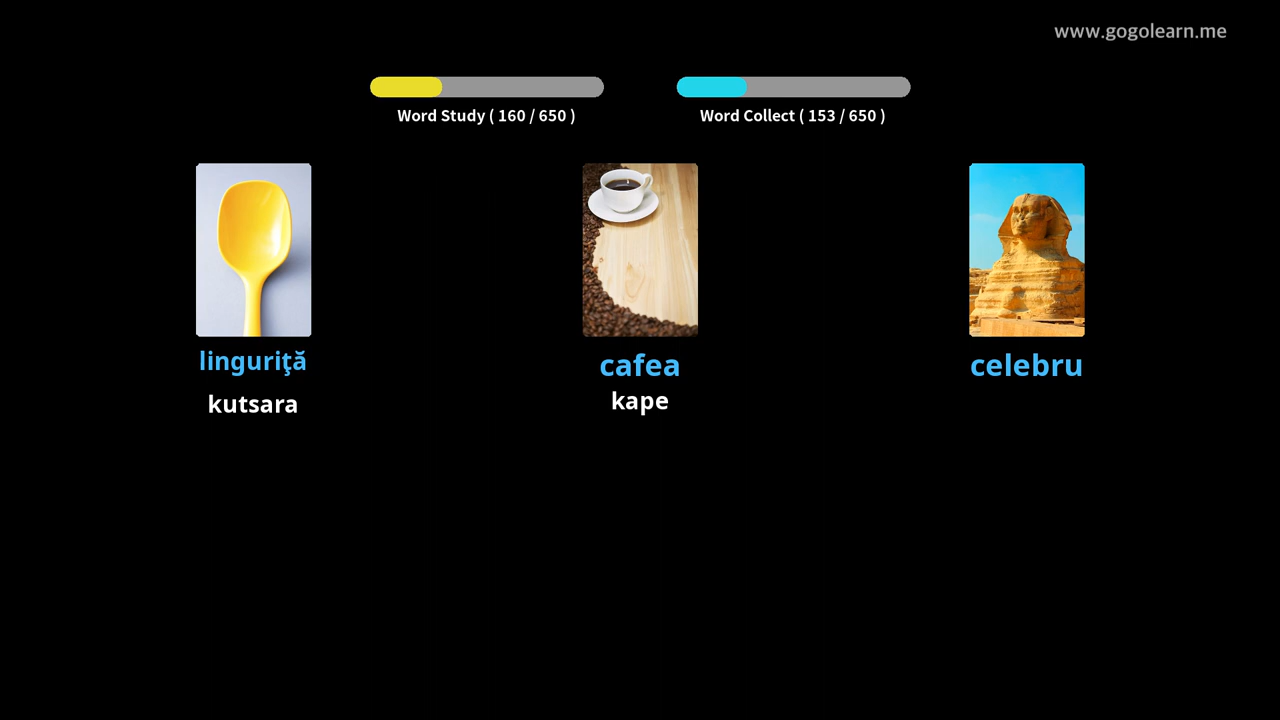 www.gogolearn.me
Word Study ( 160 / 650 )
Word Collect ( 153 / 650 )
linguriţă
kutsara
cafea
kape
celebru